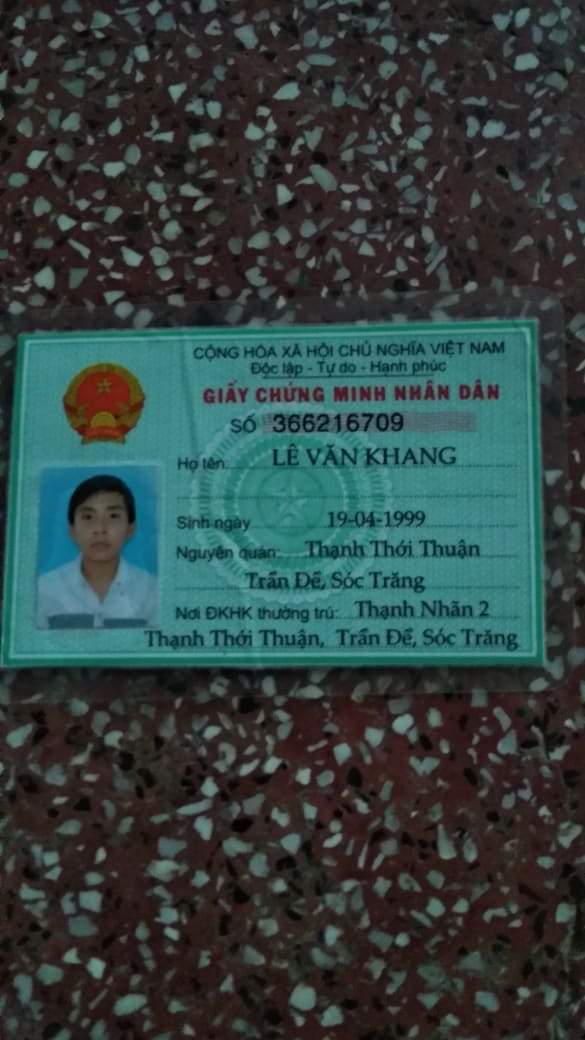 CỘNG HÒA XÃ HỘI CHỦ NGHĨA VIỆT NAM
Độc lập - Tự do - Hạnh phúc
GIẤY CHỨNG MINH NHÂN DÂN
SỐ 366216709
Họ tên: LÊ VĂN KHANG
Sinh ngày 19-04-1999
Nguyên quán: Thạnh Thới Thuận
Trần Đề, Sóc Trăng
Nơi ĐKHK thường trú: Thạnh Nhãn 2
Thạnh Thới Thuận, Trần Đề, Sóc Trăng